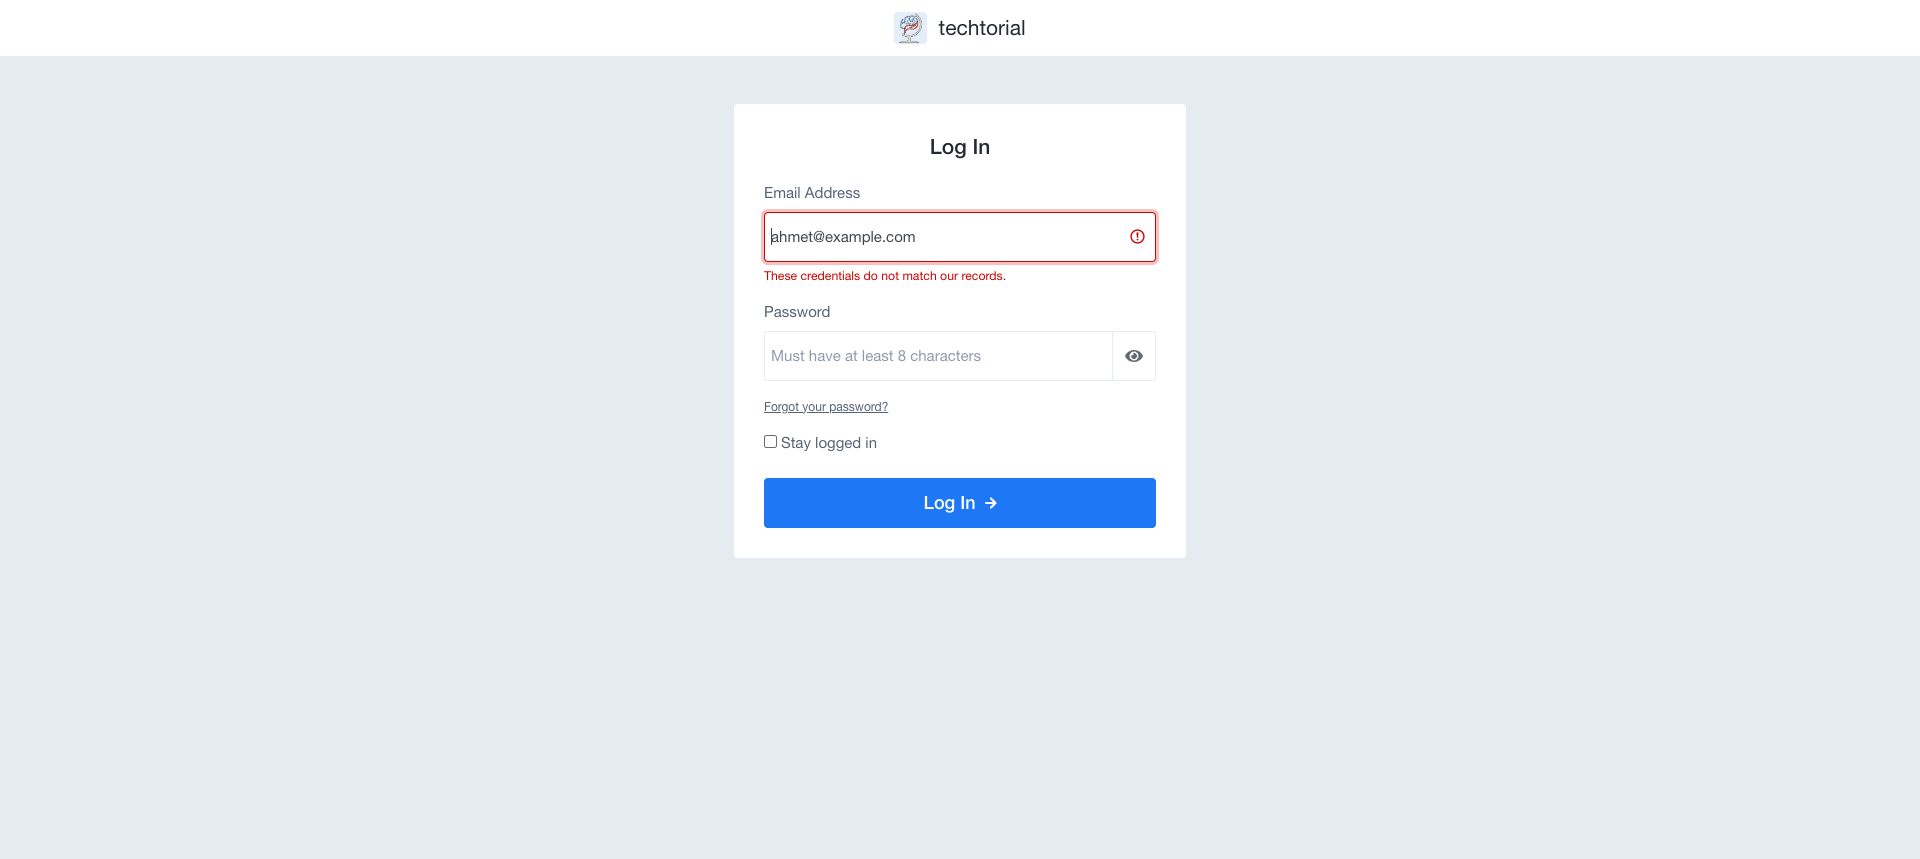 techtorial
Log In
Email Address
ahmet@example.com
These credentials do not match our records.
Password
Must have at least 8 characters
Forgot your password?
Stay logged in
Log In →